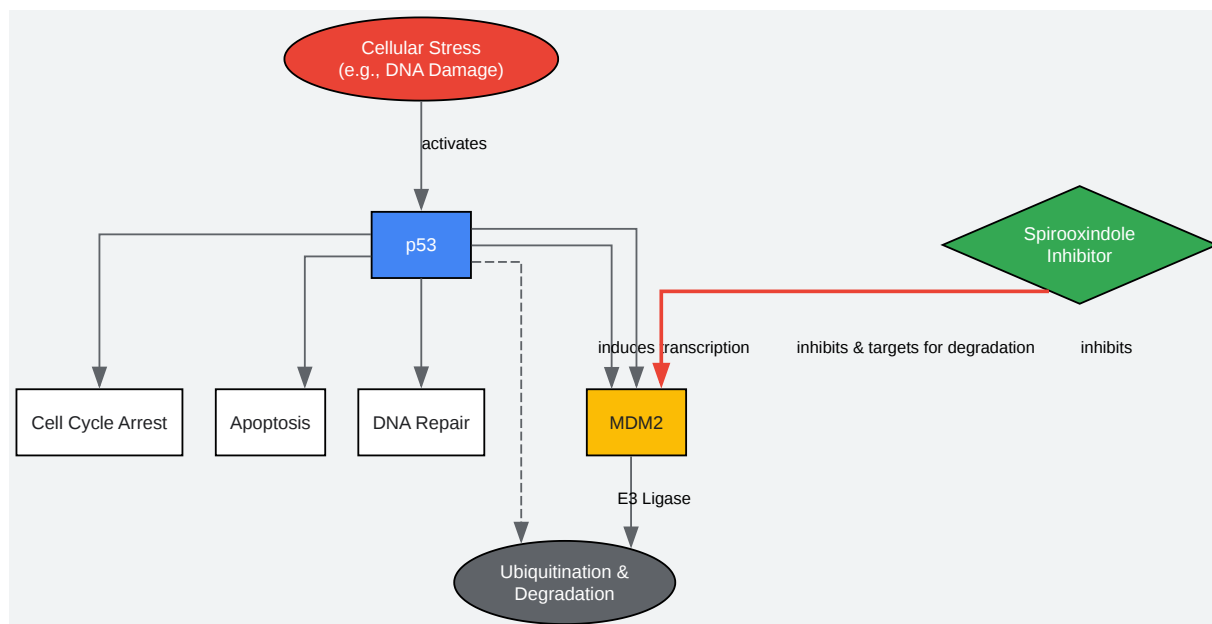 Cellular Stress
(e.g., DNA Damage)
activates
p53
Spirooxindole
Inhibitor
induces transcription
inhibits & targets for degradation
inhibits
Cell Cycle Arrest
Apoptosis
DNA Repair
MDM2
E3 Ligase
Ubiquitination &
Degradation